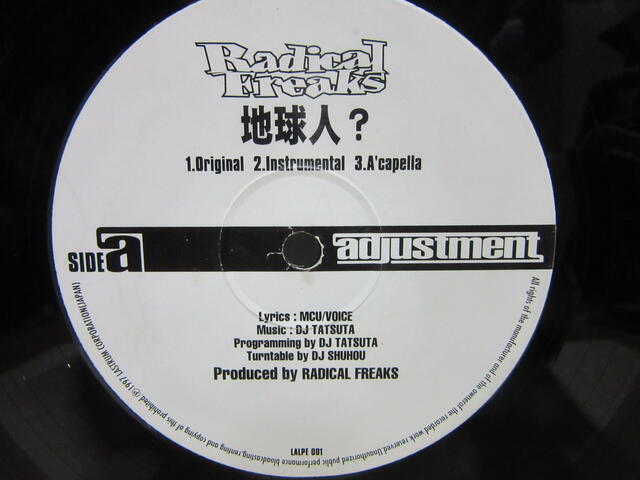 Radical
Freaks
地球人？
1.Original 2.Instrumental 3.A'capella
SIDE a
adjustment
Lyrics : MCU/VOICE
Music : DJ TATSUTA
Programming by DJ TATSUTA
Turntable by DJ SHUHOU
Produced by RADICAL FREAKS
LALPE 001
All rights of the manufacturer and of the owner of the recorded work reserved. Unauthorized public performance broadcasting, renting, and copying of this prohibited. ℗1997 LASTRUM CORPORATION(JAPAN)